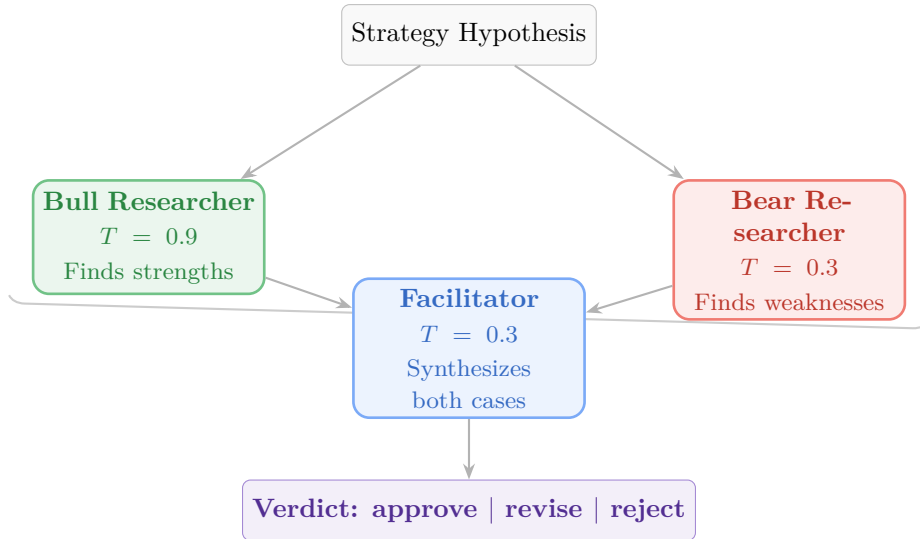 Strategy Hypothesis
Bull Researcher
T = 0.9
Finds strengths
Bear Re-
searcher
T = 0.3
Finds weaknesses
Facilitator
T = 0.3
Synthesizes
both cases
Verdict: approve | revise | reject